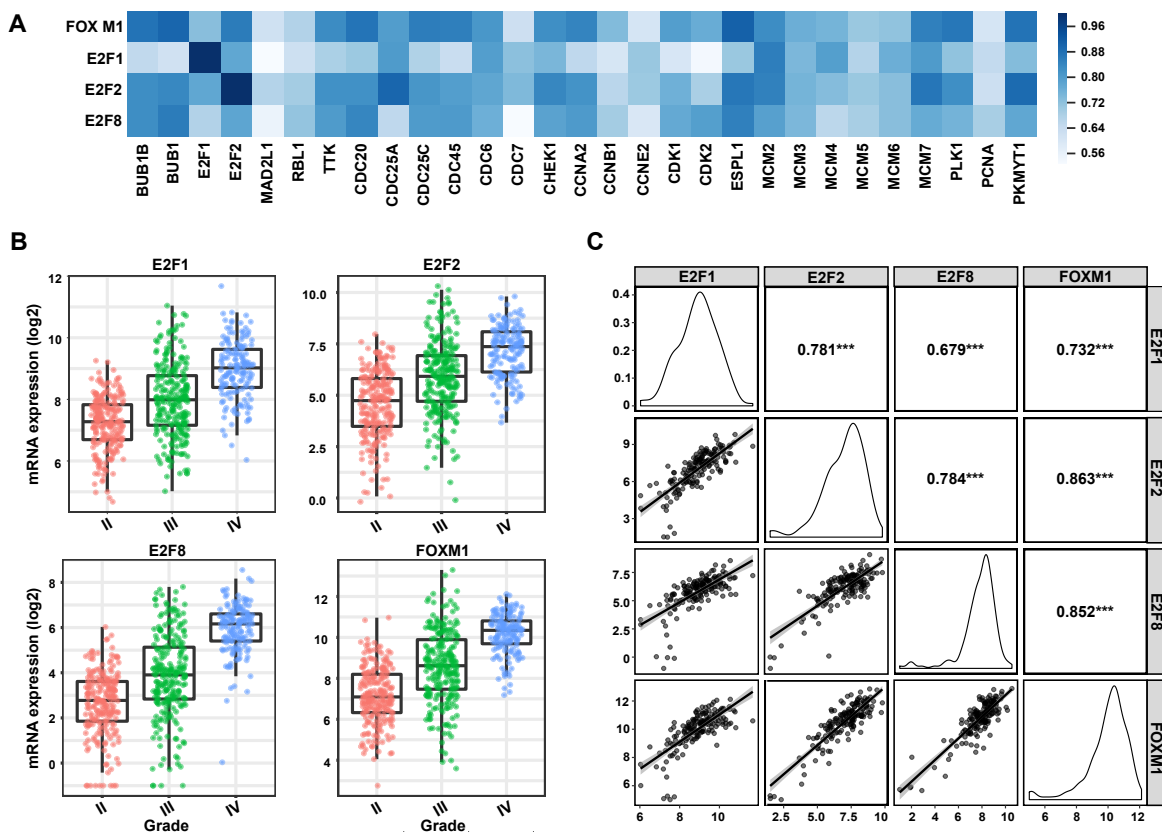 A
FOX M1
E2F1
E2F2
E2F8
BUB1B BUB1 E2F1 E2F2 MAD2L1 RBL1 TTK CDC20 CDC25A CDC25C CDC45 CDC6 CDC7 CHEK1 CCNA2 CCNB1 CCNE2 CDK1 CDK2 ESPL1 MCM2 MCM3 MCM4 MCM5 MCM6 MCM7 PLK1 PCNA PKMYT1
0.96
0.88
0.80
0.72
0.64
0.56
B
E2F1
mRNA expression (log2)
12
10
8
6
II III IV
E2F2
10.0
7.5
5.0
2.5
0.0
II III IV
E2F8
mRNA expression (log2)
8
6
4
2
0
II III IV
Grade
FOXM1
12
10
8
6
4
II III IV
Grade
C
E2F1 E2F2 E2F8 FOXM1
0.4
0.3
0.2
0.1
0
0.781*** 0.679*** 0.732***
E2F1
9
6
3
0.784*** 0.863***
E2F2
7.5
5.0
2.5
0
0.852***
E2F8
12
10
8
6
FOXM1
6 8 10
2.5 5.0 7.5 10
0 2 4 6 8 10
6 8 10 12